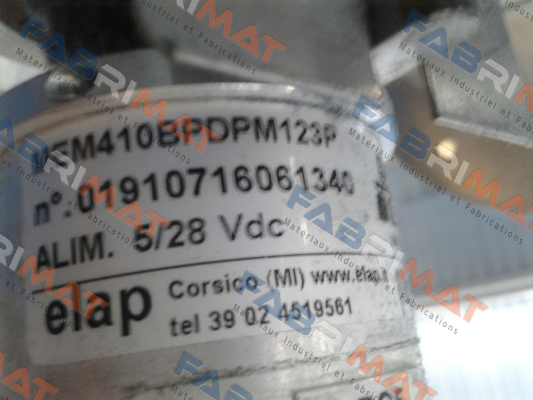 MEM410BPDPM123P
n°.01910716061340
ALIM. 5/28 Vdc
elap Corsico (MI) www.elap.it
tel 39 02 4519561
FABRIMAT
Materiaux Industriel et Fabrications